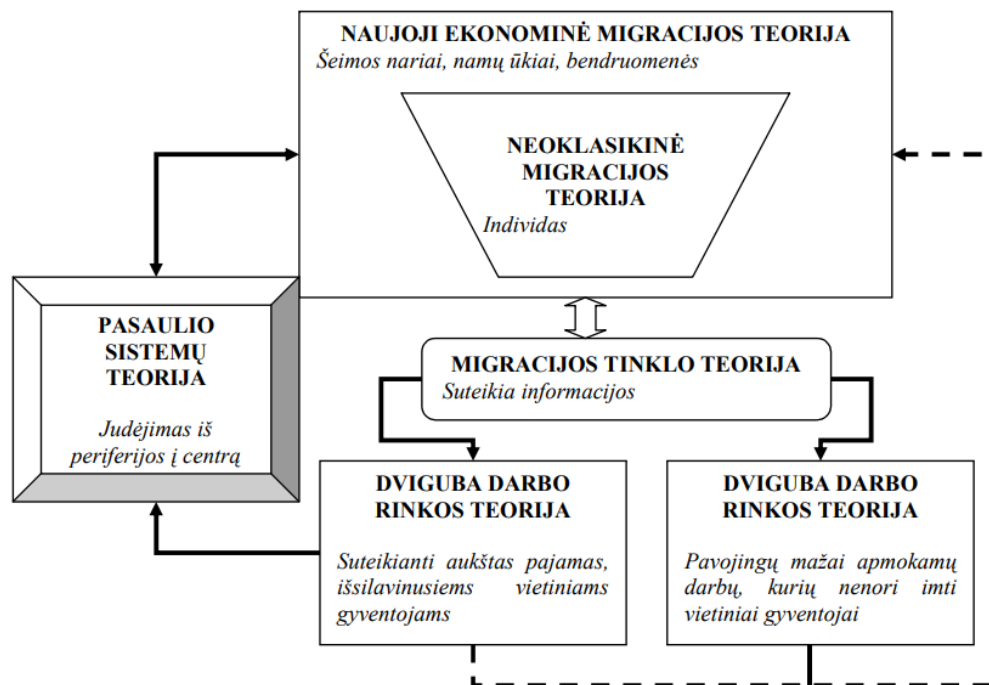 NAUJOJI EKONOMINĖ MIGRACIJOS TEORIJA
Šeimos nariai, namų ūkiai, bendruomenės
NEOKLASIKINĖ
MIGRACIJOS
TEORIJA
Individas
PASAULIO
SISTEMŲ
TEORIJA
Judėjimas iš
periferijos į centrą
MIGRACIJOS TINKLO TEORIJA
Suteikia informacijos
DVIGUBA DARBO
RINKOS TEORIJA
Suteikianti aukštas pajamas,
išsilavinusiems vietiniams
gyventojams
DVIGUBA DARBO
RINKOS TEORIJA
Pavojingų mažai apmokamų
darbų, kurių nenori imti
vietiniai gyventojai